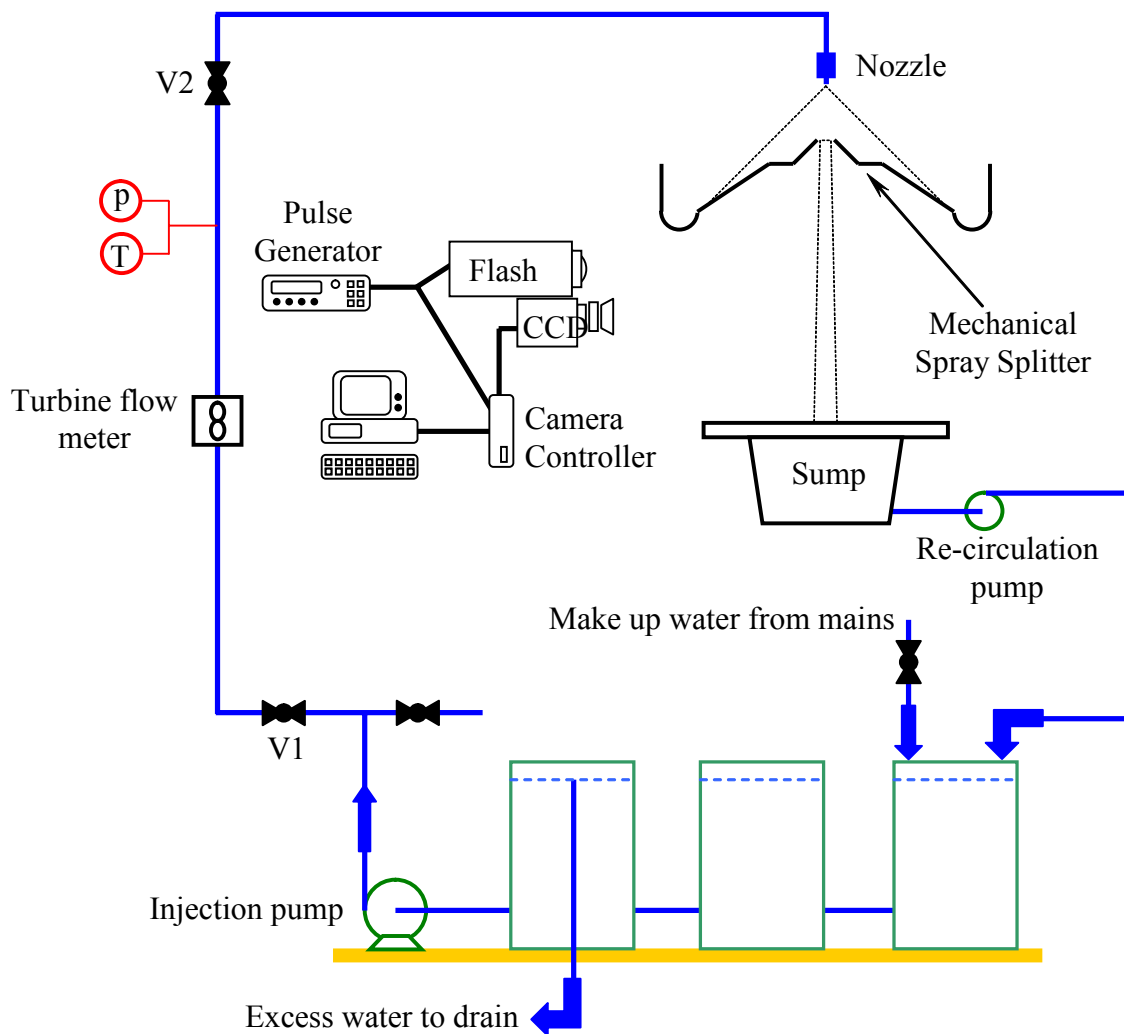 V2
Nozzle
p
T
Pulse
Generator
Flash
CCD
Mechanical
Spray Splitter
Turbine flow
meter
8
Camera
Controller
Sump
Re-circulation
pump
Make up water from mains
V1
Injection pump
Excess water to drain